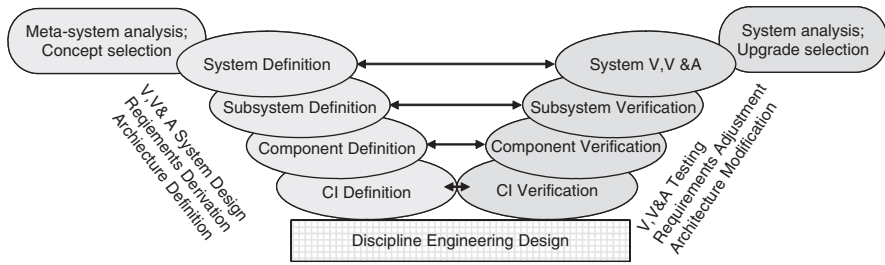 Meta-system analysis;
Concept selection
System analysis;
Upgrade selection
System Definition
System V,V &A
Subsystem Definition
Subsystem Verification
Component Definition
Component Verification
CI Definition
CI Verification
V,V& A System Design
Reqiements Derivation
Archiecture Definition
V,V&A Testing
Requirements Adjustment
Architecture Modification
Discipline Engineering Design